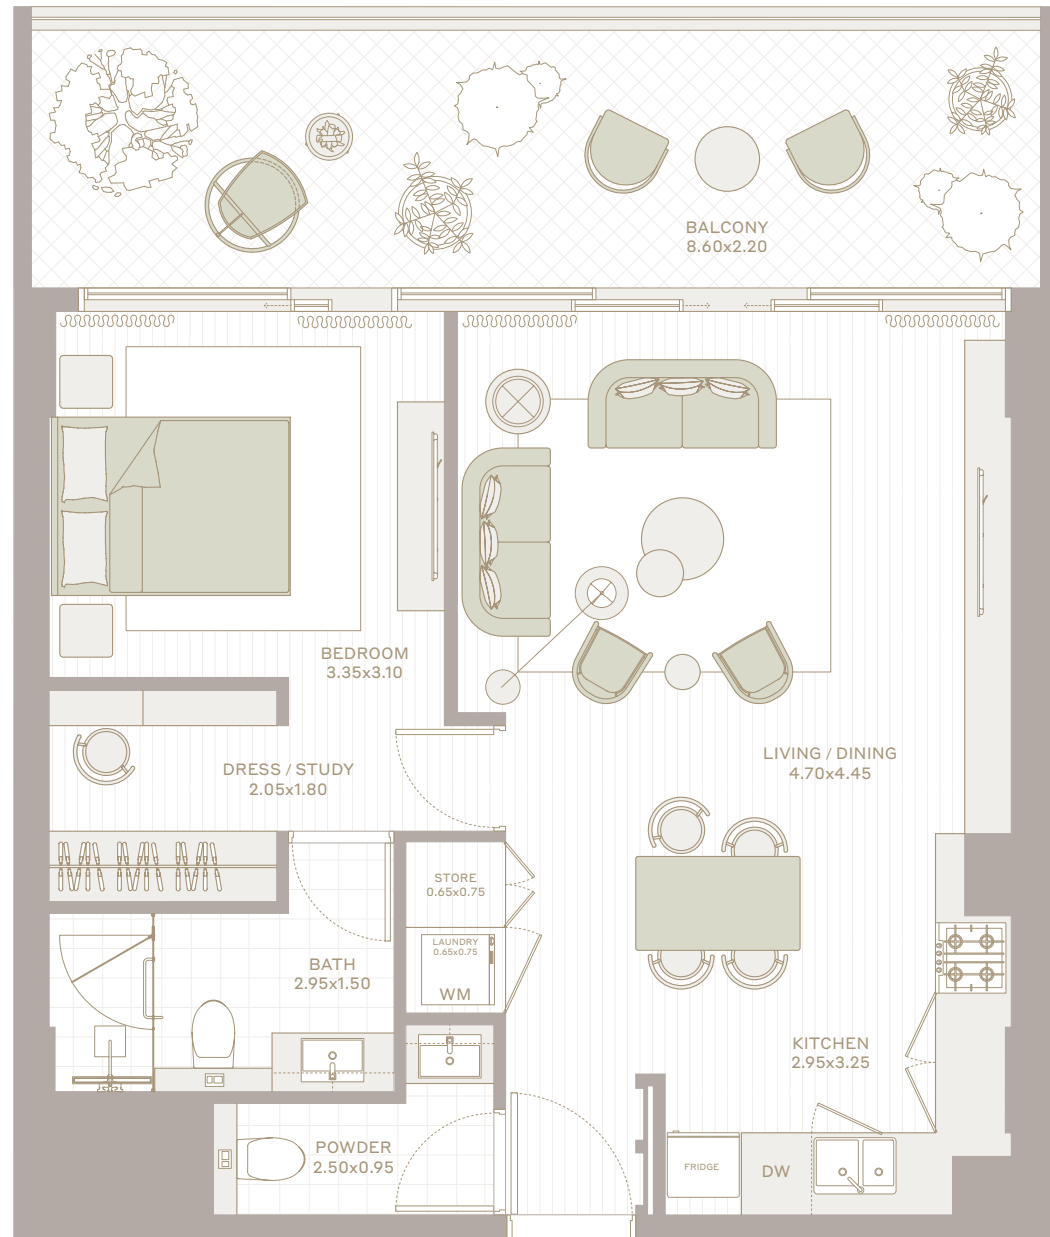 BALCONY
8.60x2.20
BEDROOM
3.35x3.10
LIVING / DINING
4.70x4.45
DRESS / STUDY
2.05x1.80
STORE
0.65x0.75
LAUNDRY
0.65x0.75
WM
BATH
2.95x1.50
KITCHEN
2.95x3.25
POWDER
2.50x0.95
FRIDGE
DW